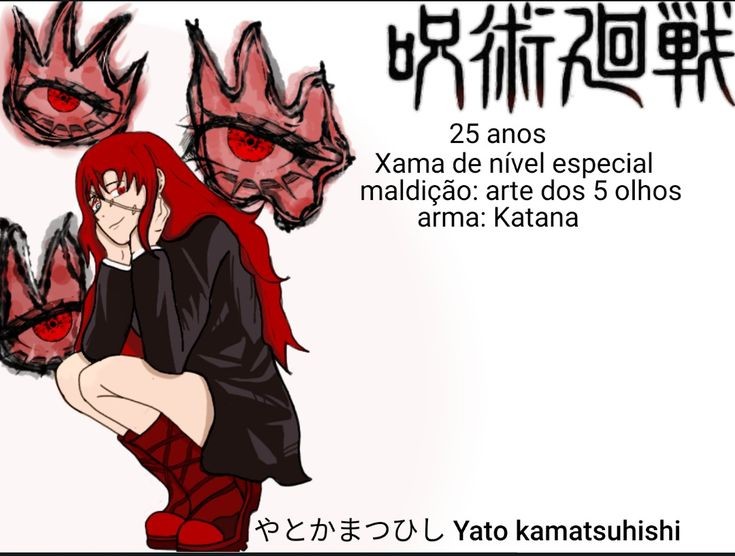 呪術廻戦
25 anos
Xama de nível especial
maldição: arte dos 5 olhos
arma: Katana
やとかまつひし Yato kamatsuhishi